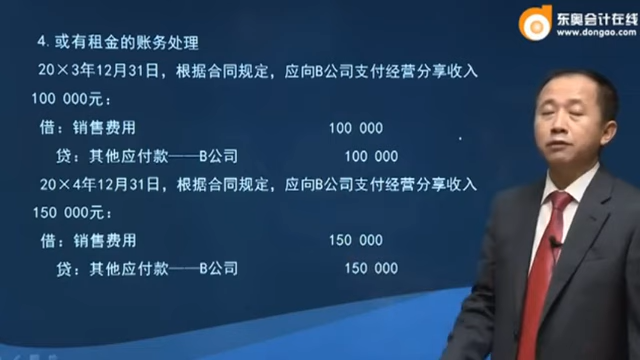 东奥会计在线
www.dongao.com
4.或有租金的账务处理
20×3年12月31日，根据合同规定，应向B公司支付经营分享收入
100 000元：
借：销售费用 100 000
贷：其他应付款——B公司 100 000
20×4年12月31日，根据合同规定，应向B公司支付经营分享收入
150 000元：
借：销售费用 150 000
贷：其他应付款——B公司 150 000